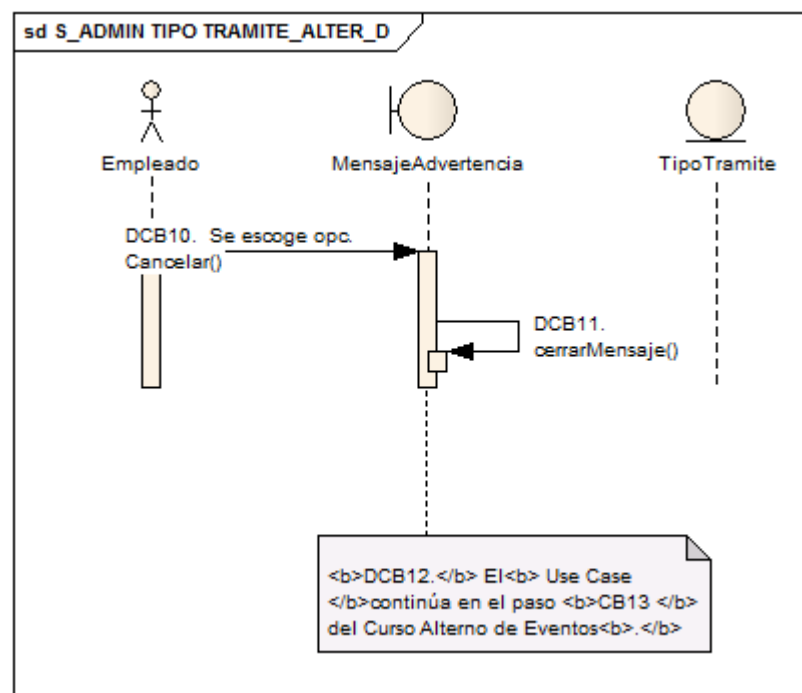 sd S_ADMIN TIPO TRAMITE_ALTER_D
Empleado
MensajeAdvertencia
TipoTramite
DCB10.  Se escoge opc.
Cancelar()
DCB11.
cerrarMensaje()
<b>DCB12.</b> El<b> Use Case
</b>continúa en el paso <b>CB13 </b>
del Curso Alterno de Eventos<b>.</b>